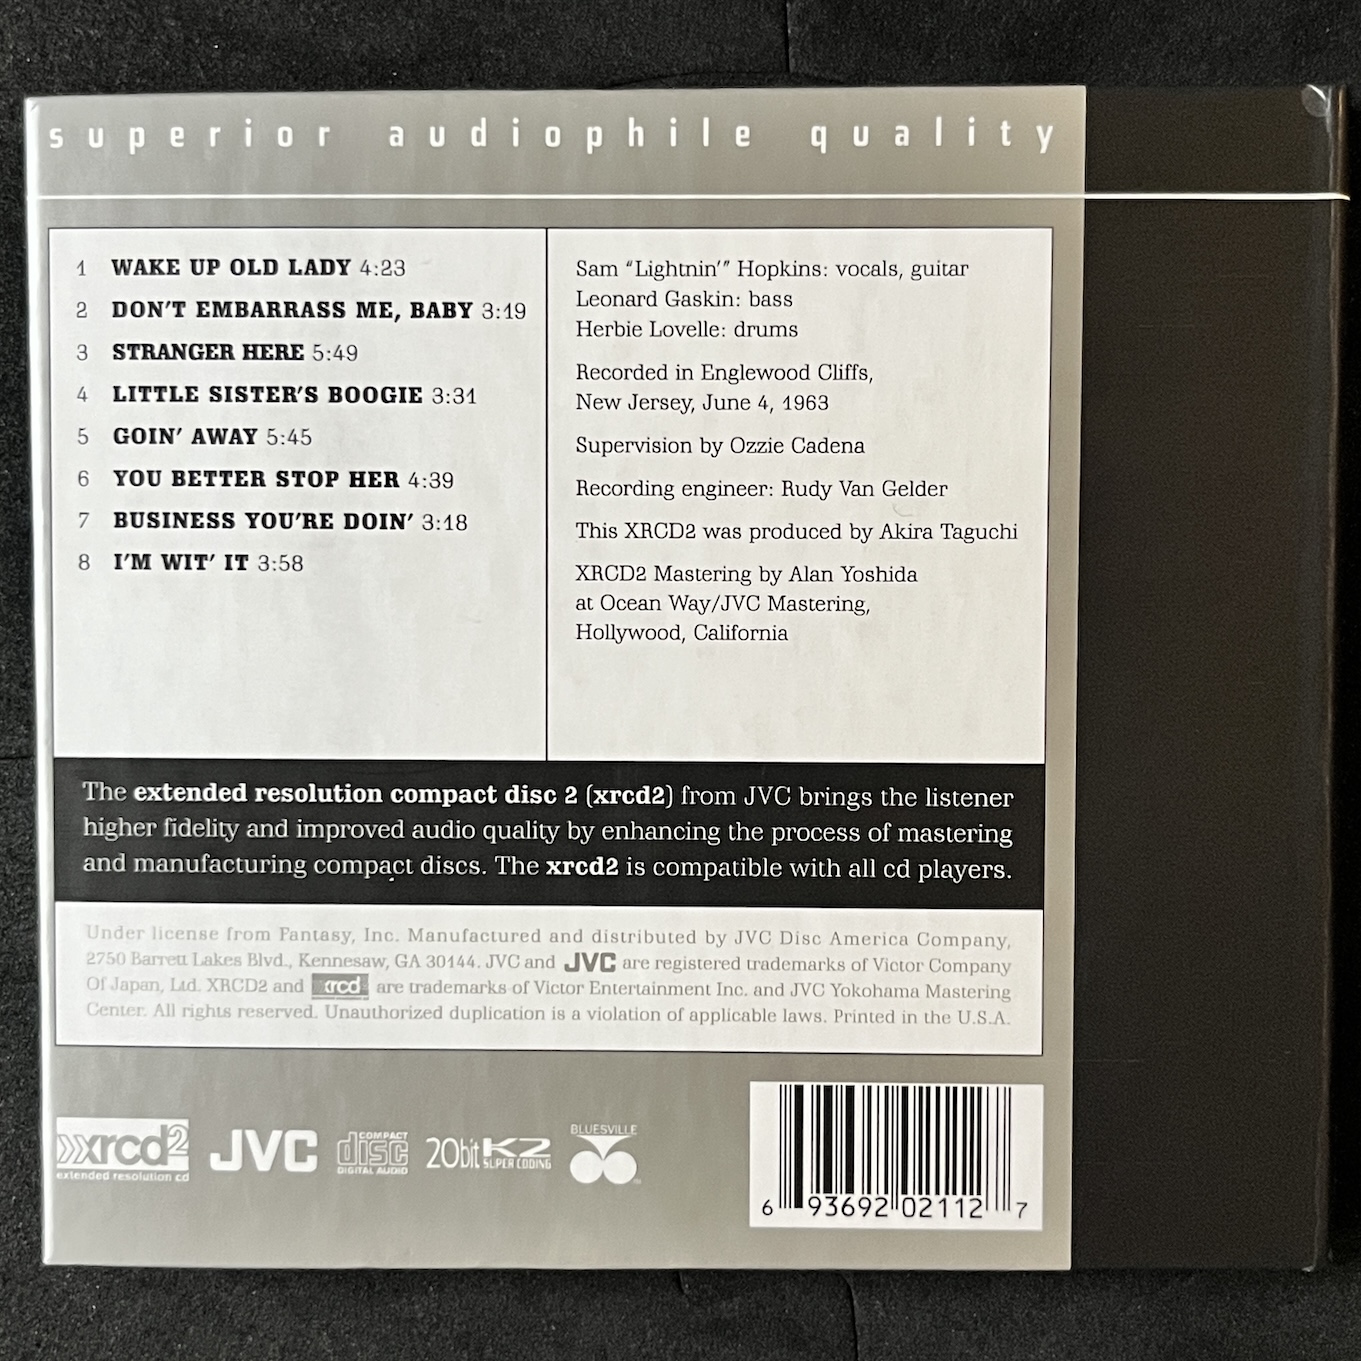 superior audiophile quality
1 WAKE UP OLD LADY 4:23
2 DON'T EMBARRASS ME, BABY 3:19
3 STRANGER HERE 5:49
4 LITTLE SISTER'S BOOGIE 3:31
5 GOIN' AWAY 5:45
6 YOU BETTER STOP HER 4:39
7 BUSINESS YOU'RE DOIN' 3:18
8 I'M WIT' IT 3:58
Sam "Lightnin'" Hopkins: vocals, guitar
Leonard Gaskin: bass
Herbie Lovelle: drums
Recorded in Englewood Cliffs,
New Jersey, June 4, 1963
Supervision by Ozzie Cadena
Recording engineer: Rudy Van Gelder
This XRCD2 was produced by Akira Taguchi
XRCD2 Mastering by Alan Yoshida
at Ocean Way/JVC Mastering,
Hollywood, California
The extended resolution compact disc 2 (xrcd2) from JVC brings the listener
higher fidelity and improved audio quality by enhancing the process of mastering
and manufacturing compact discs. The xrcd2 is compatible with all cd players.
Under license from Fantasy, Inc. Manufactured and distributed by JVC Disc America Company,
2750 Barrett Lakes Blvd., Kennesaw, GA 30144. JVC and JVC are registered trademarks of Victor Company
Of Japan, Ltd. XRCD2 and xrcd are trademarks of Victor Entertainment Inc. and JVC Yokohama Mastering
Center. All rights reserved. Unauthorized duplication is a violation of applicable laws. Printed in the U.S.A.
xrcd2
extended resolution cd
JVC
COMPACT
disc
DIGITAL AUDIO
20bit K2
SUPER CODING
BLUESVILLE
6 93692 02112 7